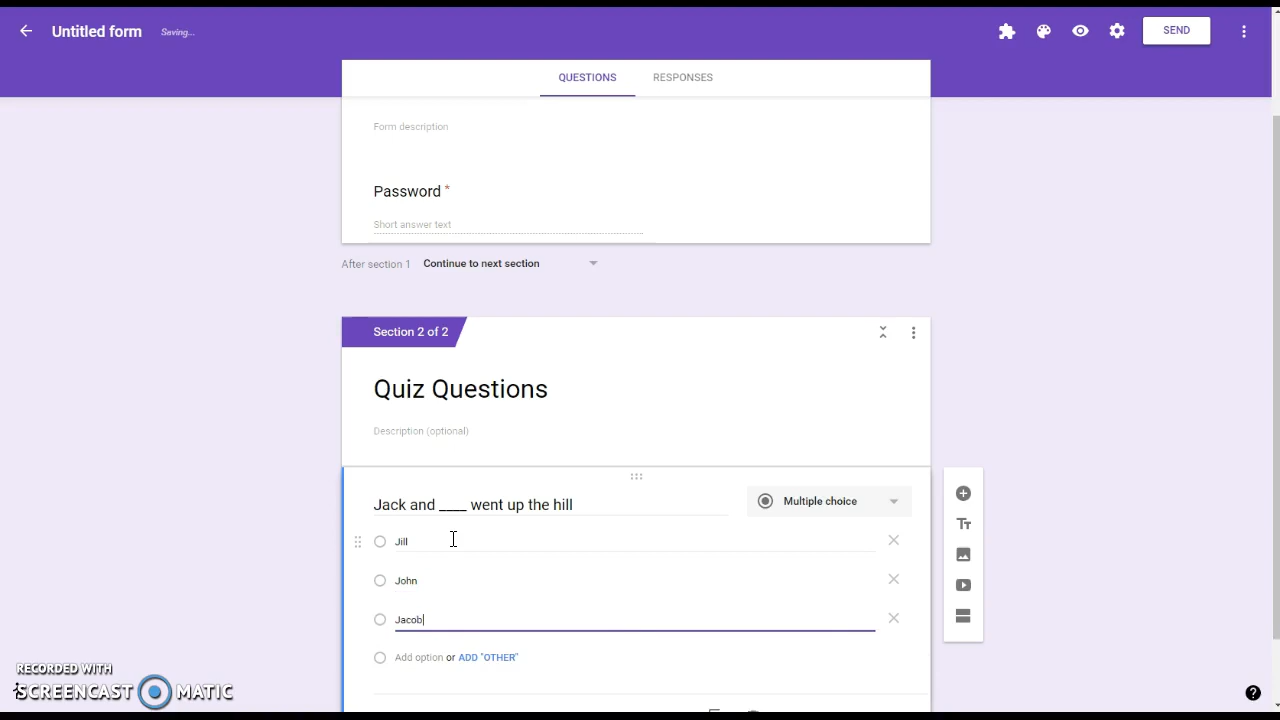 Untitled form Saving... SEND
QUESTIONS RESPONSES
Form description
Password *
Short answer text
After section 1 Continue to next section
Section 2 of 2
Quiz Questions
Description (optional)
Jack and ____ went up the hill Multiple choice
Jill
John
Jacob
Add option or ADD "OTHER"
RECORDED WITH
SCREENCAST MATIC